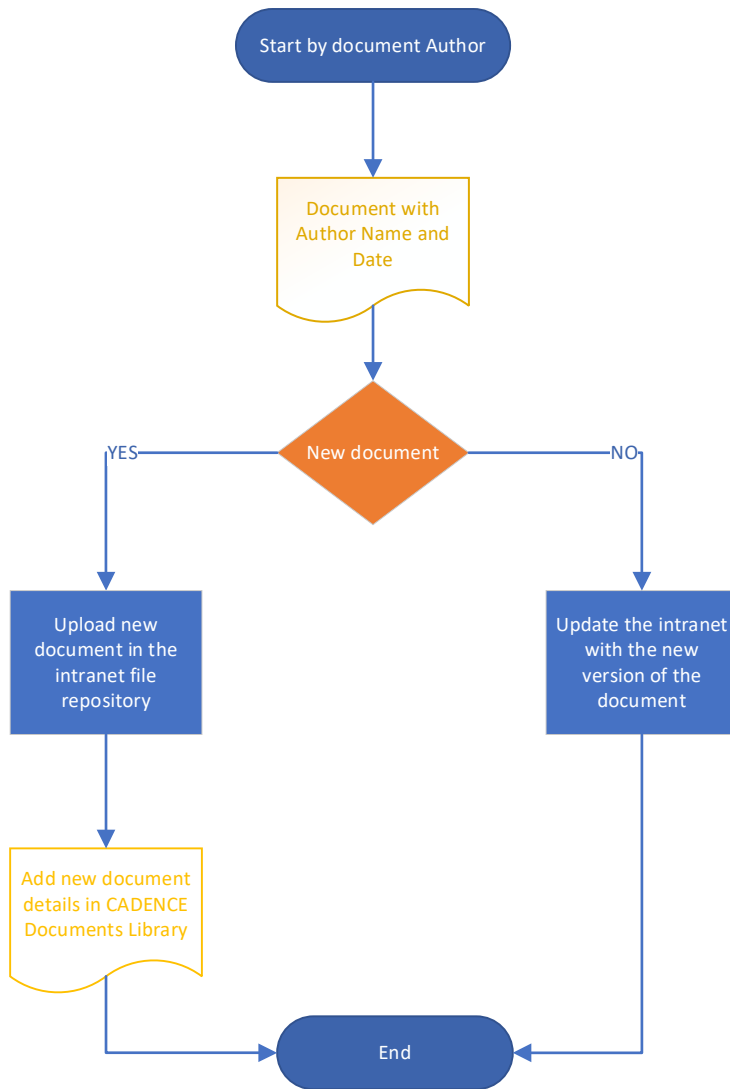 Start by document Author
Document with
Author Name and
Date
New document
YES
NO
Upload new
document in the
intranet file
repository
Update the intranet
with the new
version of the
document
Add new document
details in CADENCE
Documents Library
End